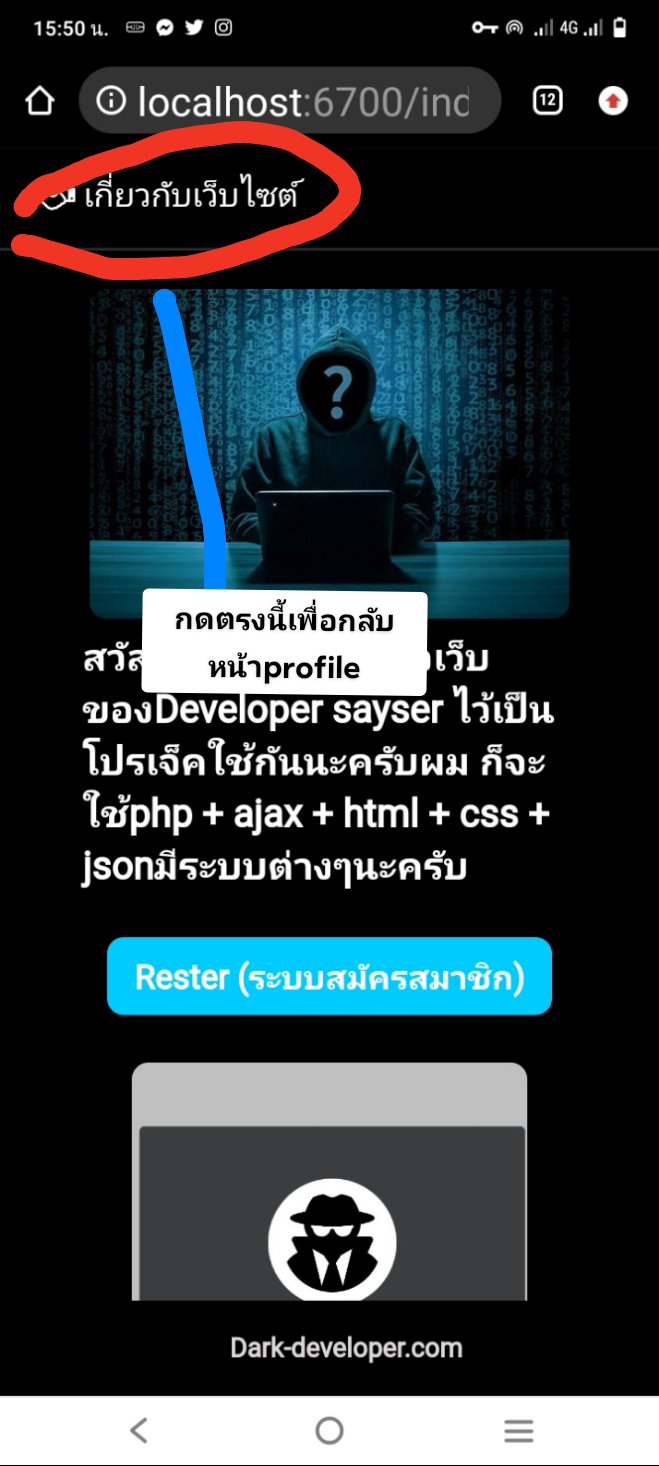 15:50 น.
4G
localhost:6700/ind
12
เกี่ยวกับเว็บไซต์
?
กดตรงนี้เพื่อกลับ
หน้าprofile
เว็บ
ของDeveloper sayser ไว้เป็น
โปรเจ็คใช้กันนะครับผม ก็จะ
ใช้php + ajax + html + css +
jsonมีระบบต่างๆนะครับ
Rester (ระบบสมัครสมาชิก)
Dark-developer.com